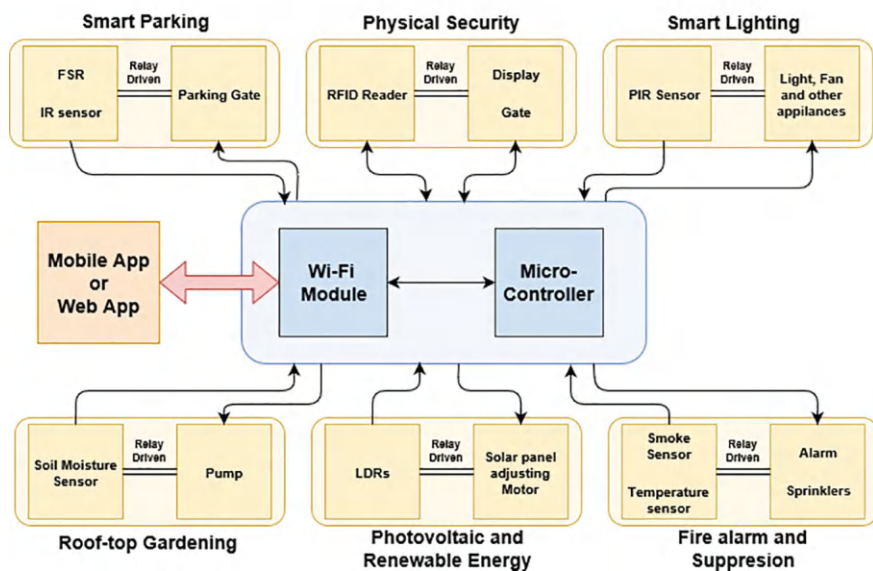 Smart Parking
Physical Security
Smart Lighting
FSR
IR sensor
Relay
Driven
Parking Gate
RFID Reader
Relay
Driven
Display
Gate
PIR Sensor
Relay
Driven
Light, Fan
and other
appilances
Mobile App
or
Web App
Wi-Fi
Module
Micro-
Controller
Soil Moisture
Sensor
Relay
Driven
Pump
LDRs
Relay
Driven
Solar panel
adjusting
Motor
Smoke
Sensor
Temperature
sensor
Relay
Driven
Alarm
Sprinklers
Roof-top Gardening
Photovoltaic and
Renewable Energy
Fire alarm and
Suppresion